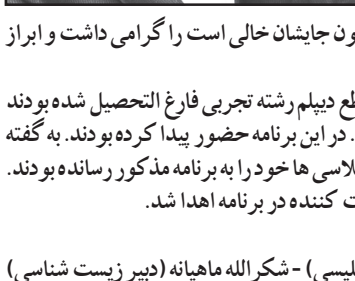 ون جایشان خالی است را گرامی داشت و ابراز
طع دیپلم رشته تجربی فارغ التحصیل شده بودند
. در این برنامه حضور پیدا کرده بودند. به گفته
لاسی ها خود را به برنامه مذکور رسانده بودند.
ت کننده در برنامه اهدا شد.
لیسی) - شکرالله ماهیانه (دبیر زیست شناسی)